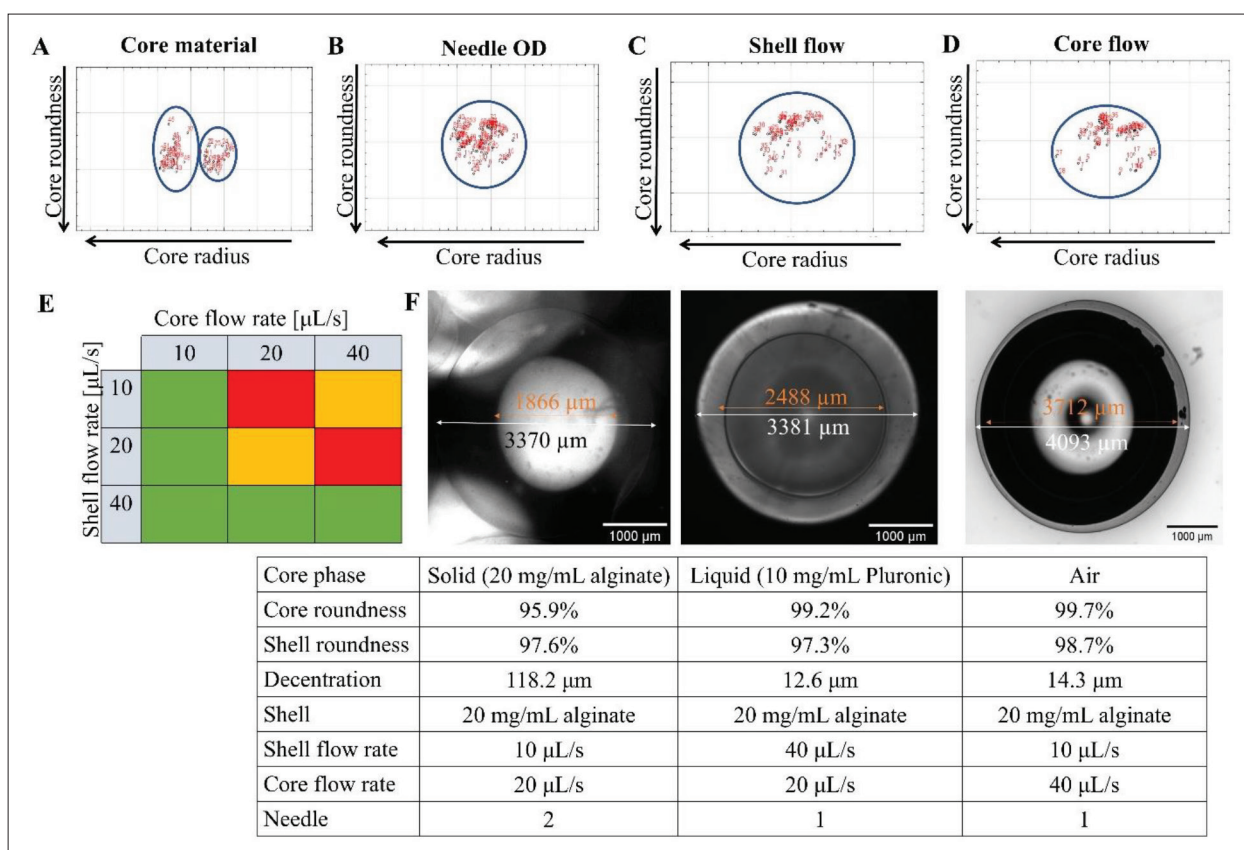 A Core material
B Needle OD
C Shell flow
D Core flow
Core roundness
Core radius
Core roundness
Core radius
Core roundness
Core radius
Core roundness
Core radius
E
Core flow rate [μL/s]
10 20 40
Shell flow rate [μL/s]
10
20
40
F
1866 μm
3370 μm
1000 μm
2488 μm
3381 μm
1000 μm
3712 μm
4093 μm
1000 μm
Core phase Solid (20 mg/mL alginate) Liquid (10 mg/mL Pluronic) Air
Core roundness 95.9% 99.2% 99.7%
Shell roundness 97.6% 97.3% 98.7%
Decentration 118.2 μm 12.6 μm 14.3 μm
Shell 20 mg/mL alginate 20 mg/mL alginate 20 mg/mL alginate
Shell flow rate 10 μL/s 40 μL/s 10 μL/s
Core flow rate 20 μL/s 20 μL/s 40 μL/s
Needle 2 1 1